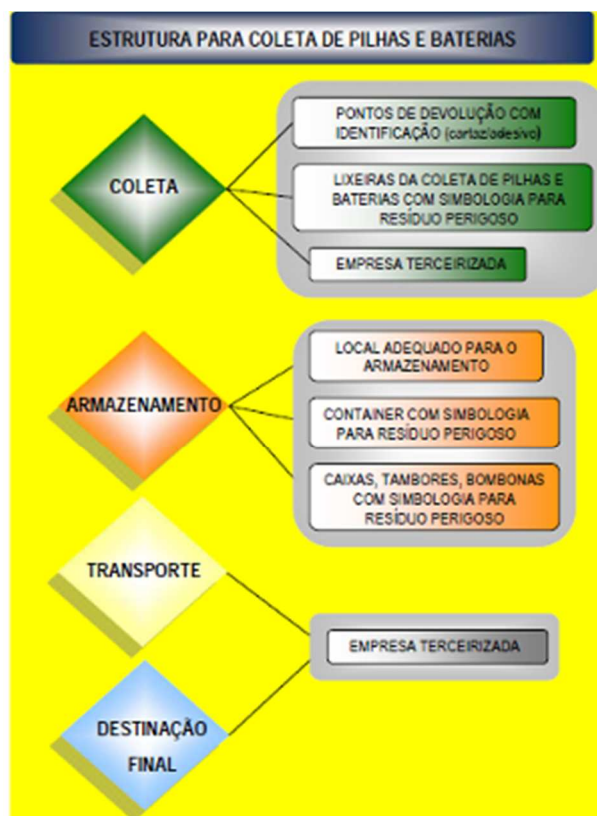 ESTRUTURA PARA COLETA DE PILHAS E BATERIAS
COLETA
PONTOS DE DEVOLUÇÃO COM
IDENTIFICAÇÃO (cartaz/adesivo)
LIXEIRAS DA COLETA DE PILHAS E
BATERIAS COM SIMBOLOGIA PARA
RESÍDUO PERIGOSO
EMPRESA TERCEIRIZADA
ARMAZENAMENTO
LOCAL ADEQUADO PARA O
ARMAZENAMENTO
CONTAINER COM SIMBOLOGIA
PARA RESÍDUO PERIGOSO
CAIXAS, TAMBORES, BOMBONAS
COM SIMBOLOGIA PARA
RESÍDUO PERIGOSO
TRANSPORTE
EMPRESA TERCEIRIZADA
DESTINAÇÃO
FINAL